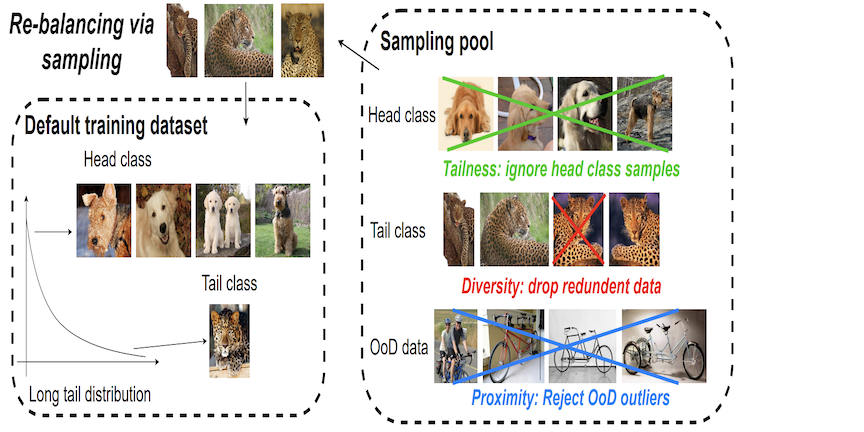 Re-balancing via
sampling
Default training dataset
Head class
Tail class
Long tail distribution
Sampling pool
Head class
Tailness: ignore head class samples
Tail class
Diversity: drop redundent data
OoD data
Proximity: Reject OoD outliers